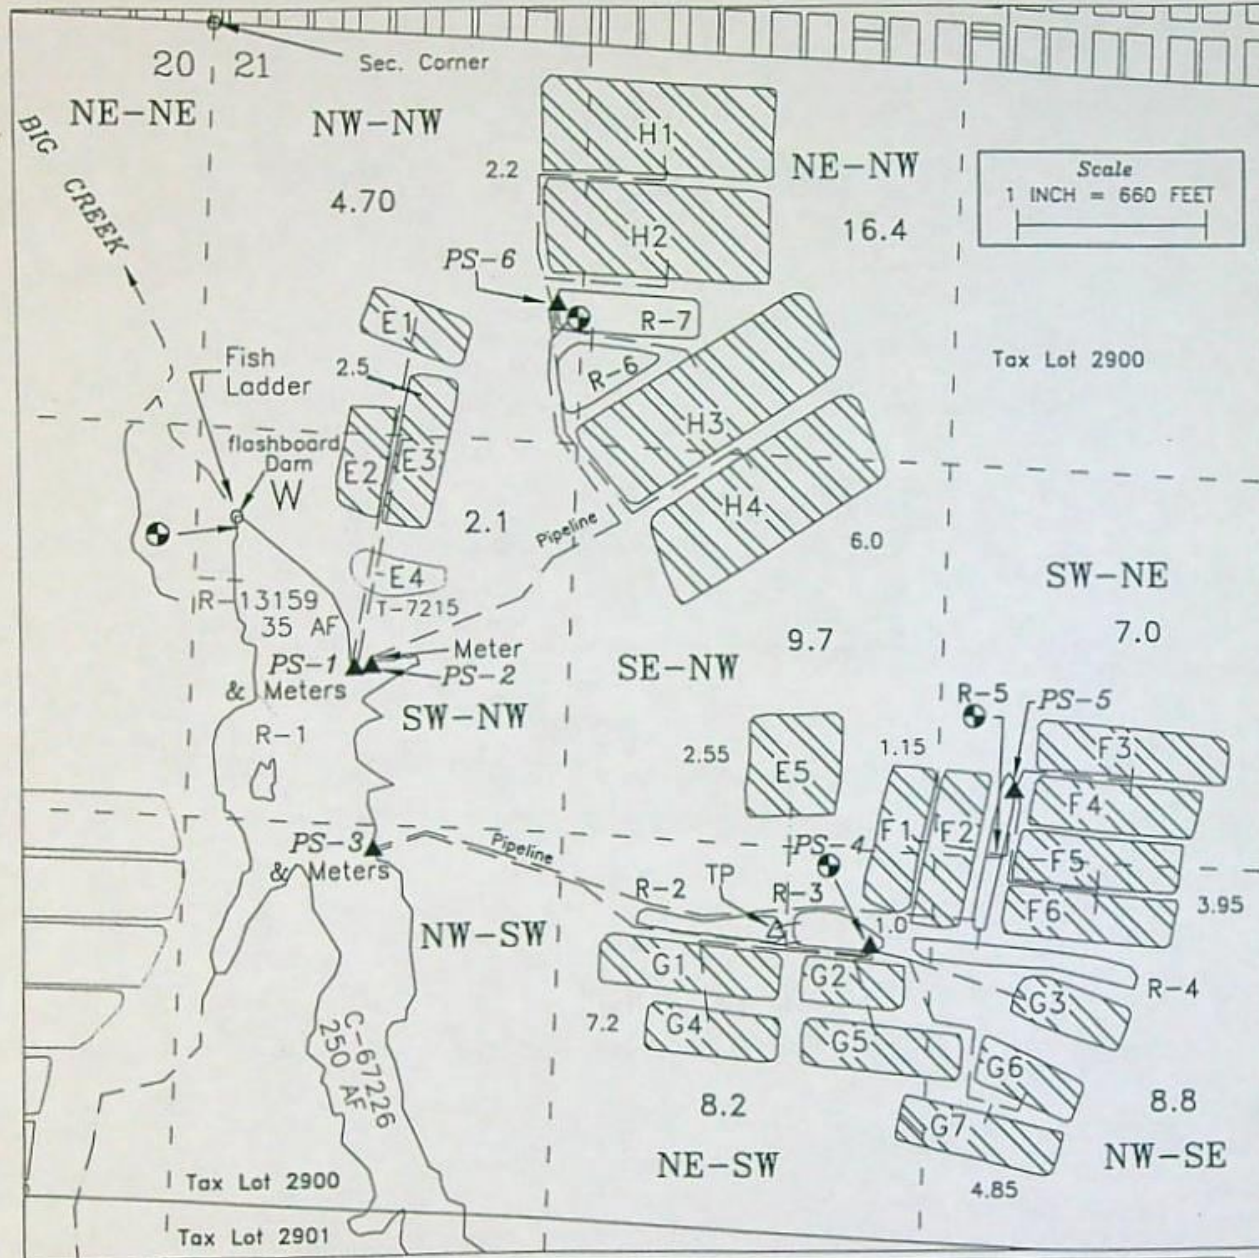 20 21
Sec. Corner
NE-NE
NW-NW
4.70
BIG CREEK
H1
2.2
NE-NW
16.4
Scale
1 INCH = 660 FEET
H2
PS-6
R-7
E1
R-6
Tax Lot 2900
Fish
Ladder
2.5
H3
flashboard
Dam
W
E2
E3
2.1
H4
Pipeline
6.0
E4
R-13159
35 AF
T-7215
SW-NE
7.0
9.7
Meter
PS-1
& Meters
PS-2
SE-NW
SW-NW
R-5
PS-5
R-1
2.55
E5
1.15
F3
F4
F1
F2
PS-3
& Meters
Pipeline
PS-4
F5
TP
R-2
R-3
1.0
F6
3.95
NW-SW
G1
G2
R-4
G3
7.2
G4
G5
C-67226
250 AF
G6
8.2
8.8
G7
NE-SW
NW-SE
4.85
Tax Lot 2900
Tax Lot 2901